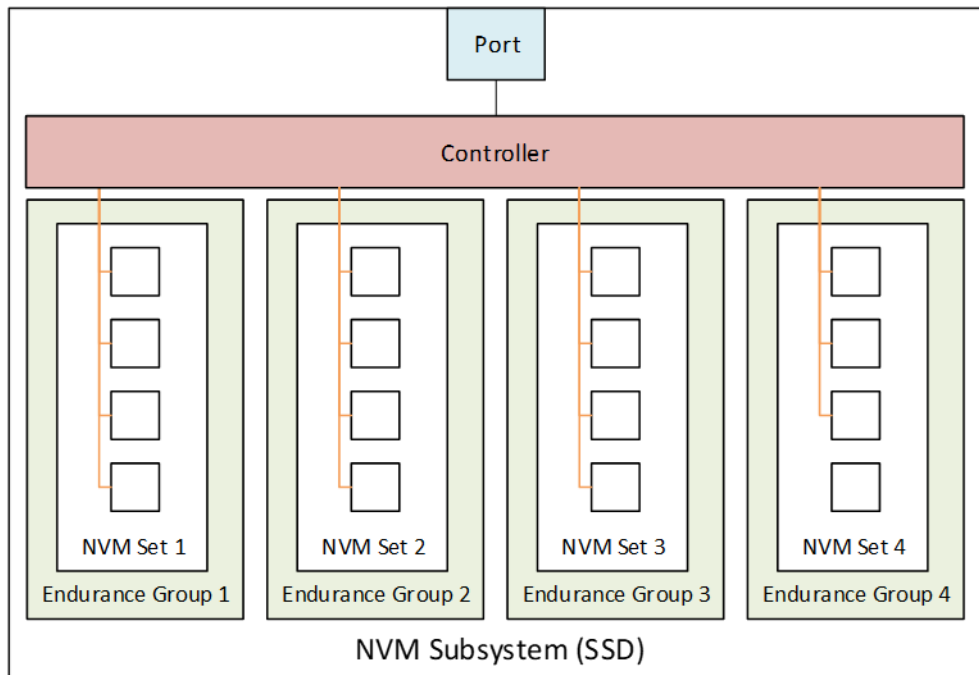 Port
Controller
NVM Set 1
NVM Set 2
NVM Set 3
NVM Set 4
Endurance Group 1
Endurance Group 2
Endurance Group 3
Endurance Group 4
NVM Subsystem (SSD)